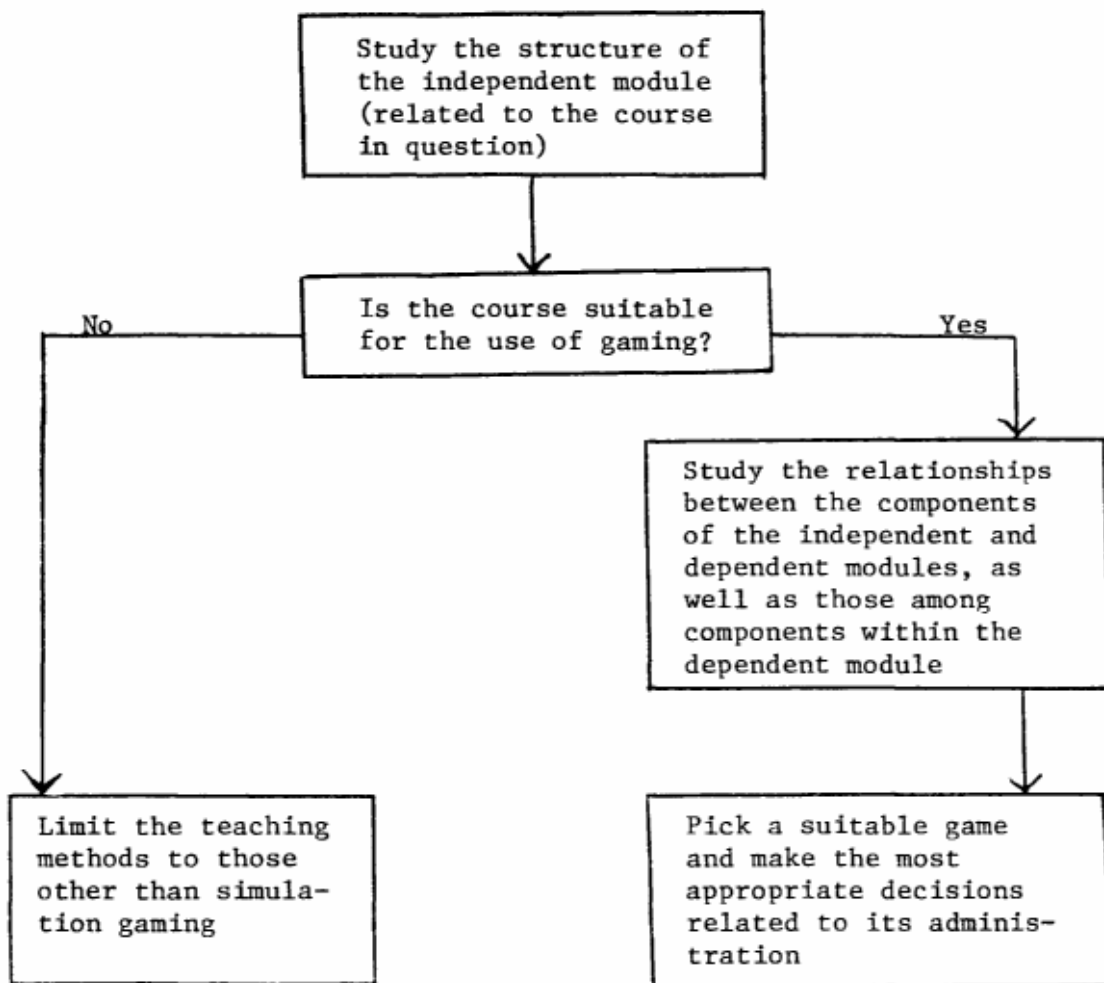 Study the structure of
the independent module
(related to the course
in question)
Is the course suitable
for the use of gaming?
No
Yes
Study the relationships
between the components
of the independent and
dependent modules, as
well as those among
components within the
dependent module
Limit the teaching
methods to those
other than simula-
tion gaming
Pick a suitable game
and make the most
appropriate decisions
related to its adminis-
tration